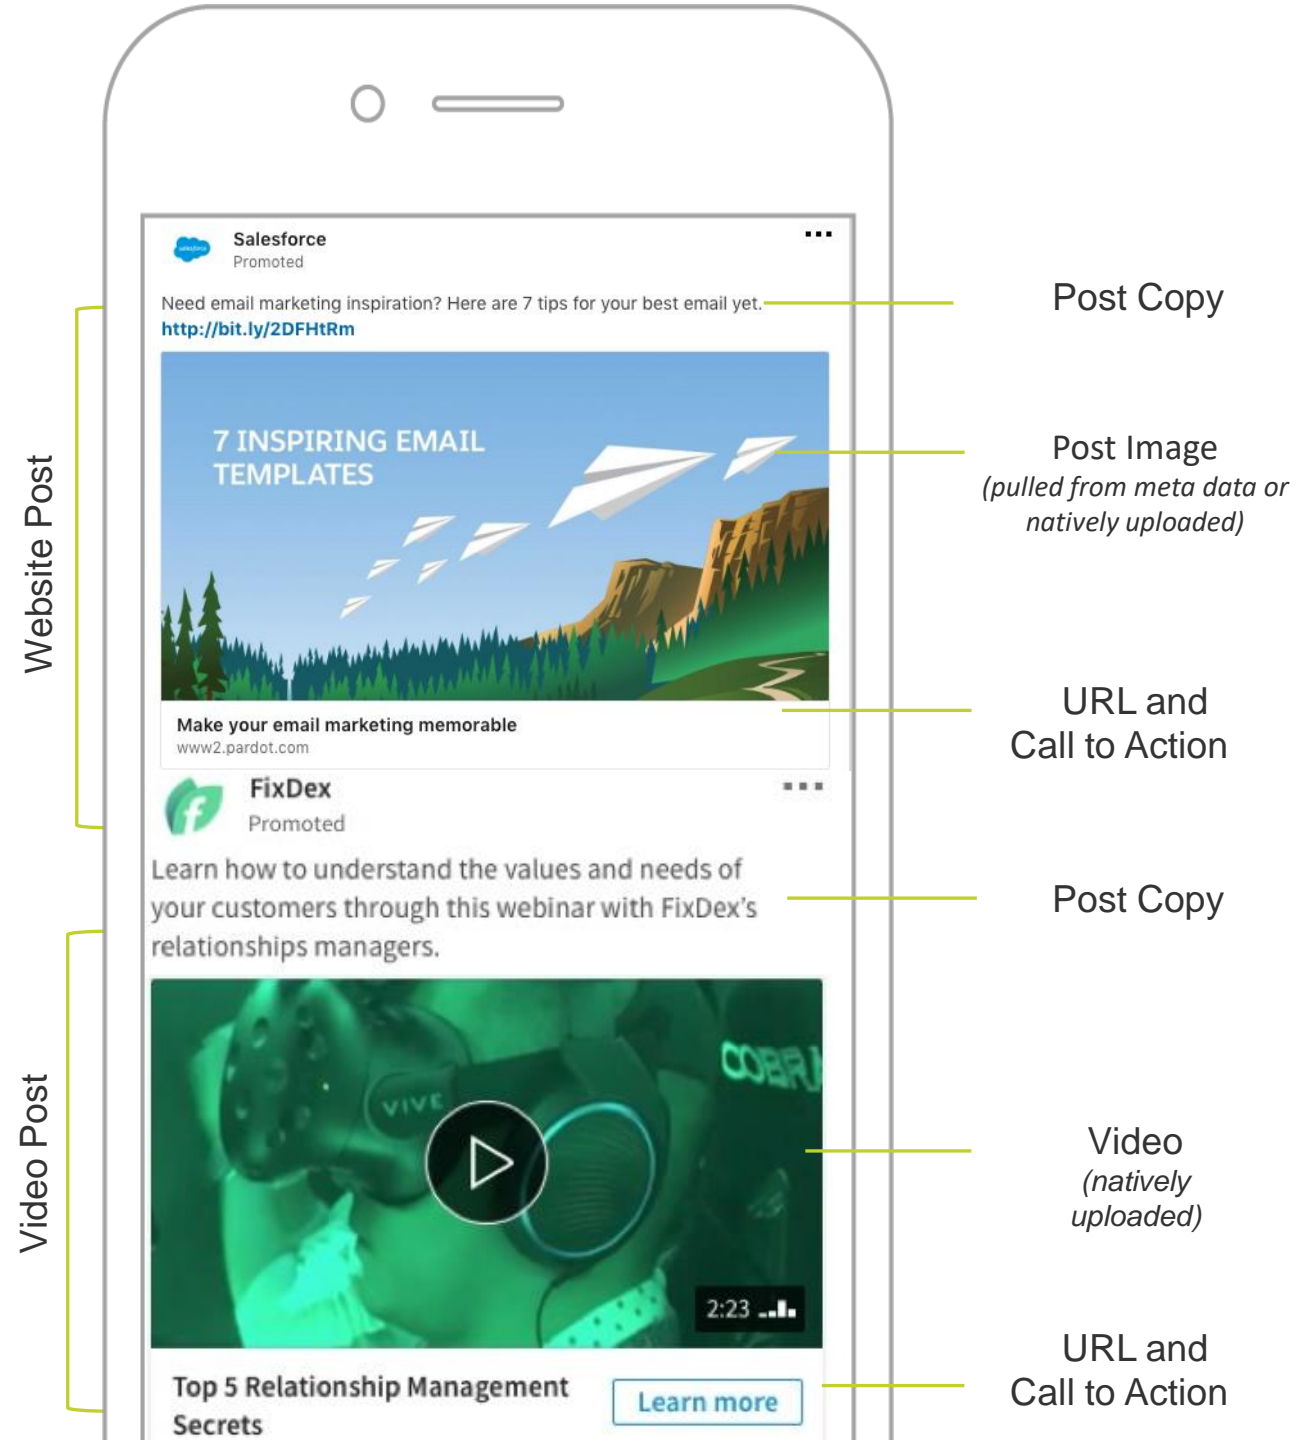 Salesforce
Promoted
Need email marketing inspiration? Here are 7 tips for your best email yet.
http://bit.ly/2DFHtRm
7 INSPIRING EMAIL
TEMPLATES
Make your email marketing memorable
www2.pardot.com
FixDex
Promoted
Learn how to understand the values and needs of
your customers through this webinar with FixDex's
relationships managers.
VIVE
2:23
Top 5 Relationship Management
Secrets
Learn more
Website Post
Video Post
Post Copy
Post Image
(pulled from meta data or
natively uploaded)
URL and
Call to Action
Post Copy
Video
(natively
uploaded)
URL and
Call to Action